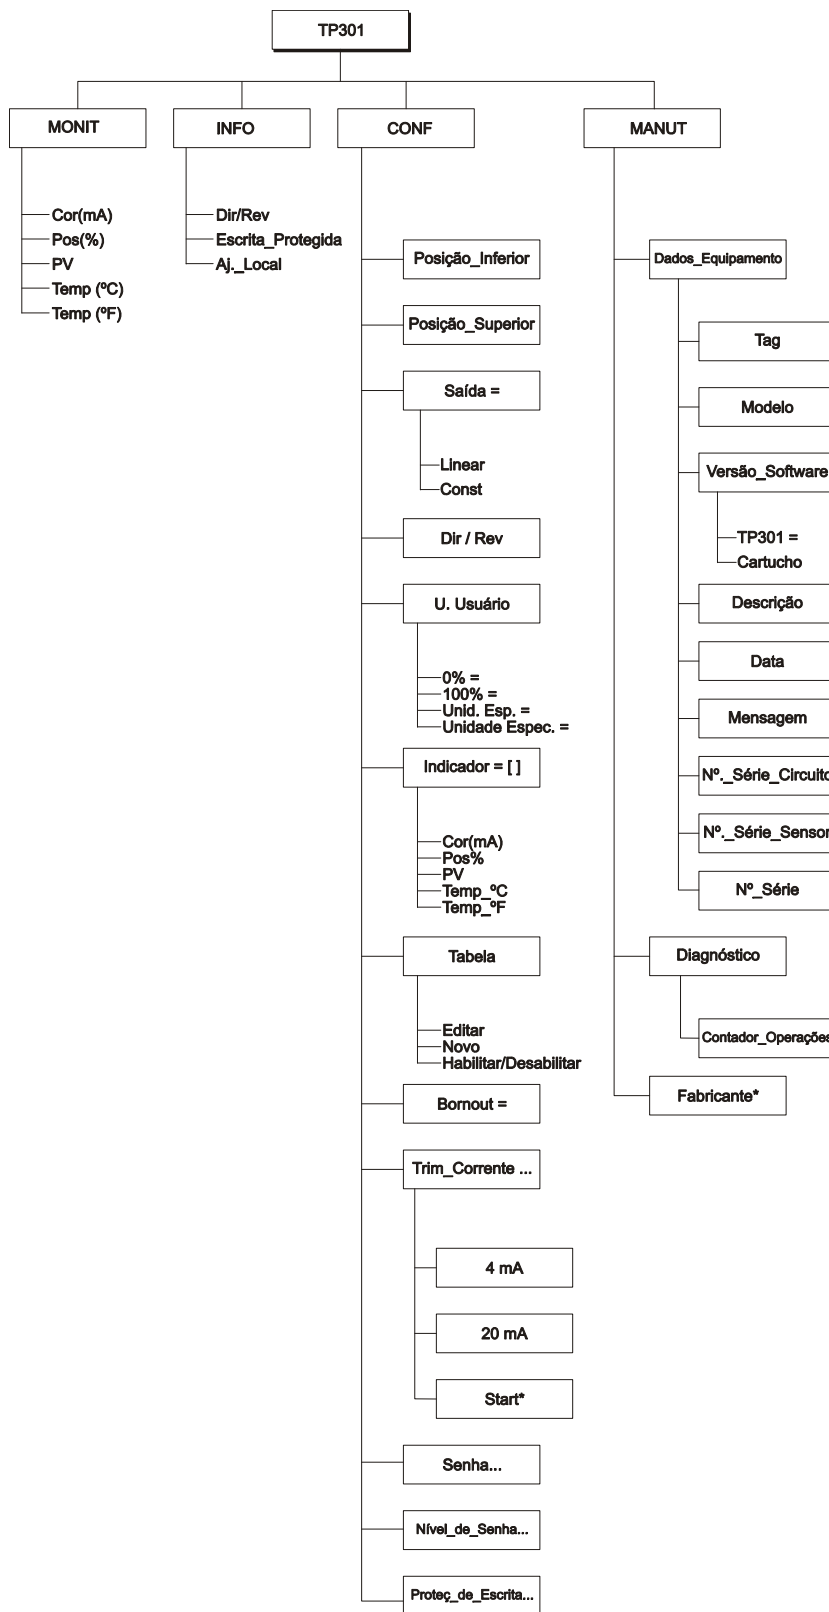 TP301
MONIT
INFO
CONF
MANUT
Cor(mA)
Pos(%)
PV
Temp (ºC)
Temp (ºF)
Dir/Rev
Escrita_Protegida
Aj._Local
Posição_Inferior
Posição_Superior
Saída =
Linear
Const
Dir / Rev
U. Usuário
0% =
100% =
Unid. Esp. =
Unidade Espec. =
Indicador = [ ]
Cor(mA)
Pos%
PV
Temp_ºC
Temp_ºF
Tabela
Editar
Novo
Habilitar/Desabilitar
Bornout =
Trim_Corrente ...
4 mA
20 mA
Start*
Senha...
Nível_de_Senha...
Proteç_de_Escrita...
Dados_Equipamento
Tag
Modelo
Versão_Software
TP301 =
Cartucho
Descrição
Data
Mensagem
Nº._Série_Circuito
Nº._Série_Sensor
Nº_Série
Diagnóstico
Contador_Operações
Fabricante*